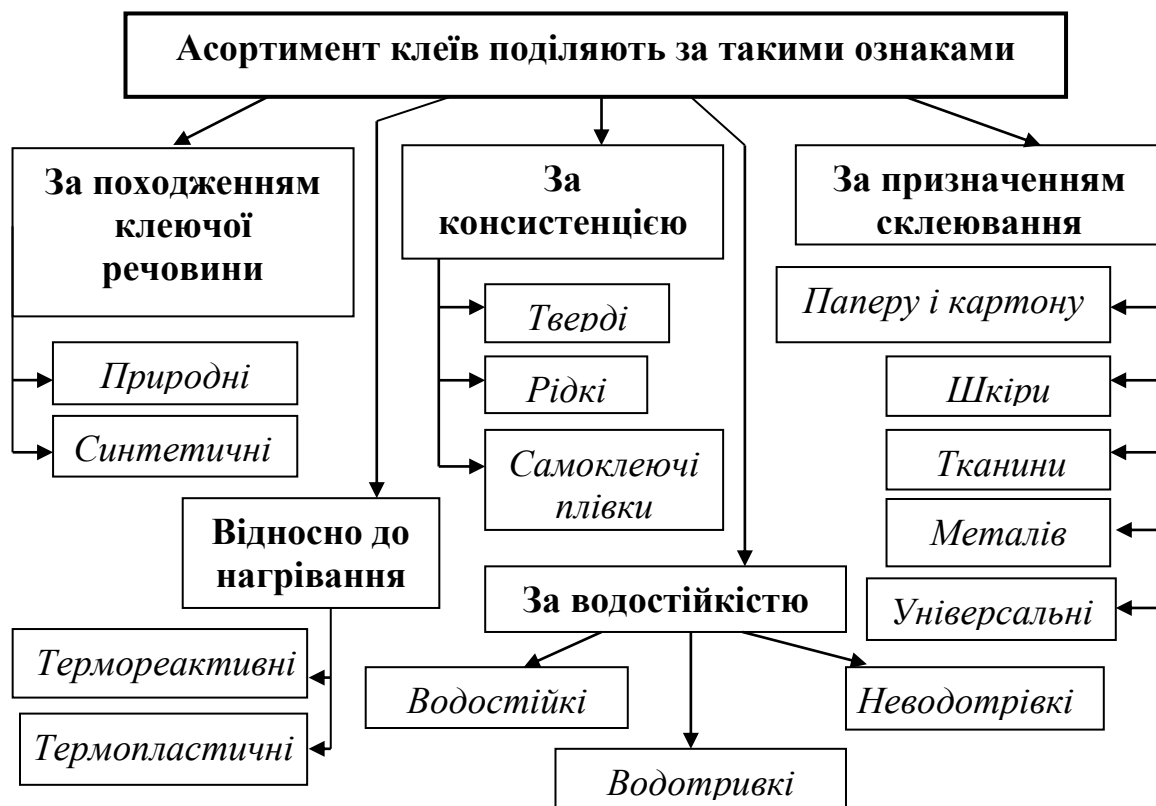 Асортимент клеїв поділяють за такими ознаками
За походженням
клеючої
речовини
Природні
Синтетичні
Відносно до
нагрівання
Термореактивні
Термопластичні
За
консистенцією
Тверді
Рідкі
Самоклеючі
плівки
За водостійкістю
Водостійкі
Водотривкі
Неводотрівкі
За призначенням
склеювання
Паперу і картону
Шкіри
Тканини
Металів
Універсальні